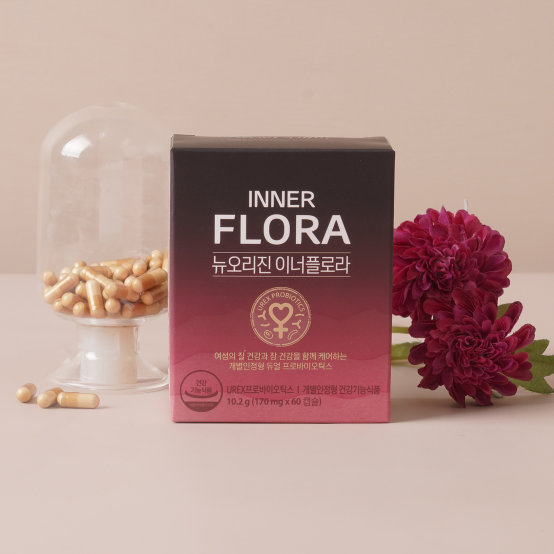 INNER
FLORA
뉴오리진 이너플로라
UREX PROBIOTICS
여성의 질 건강과 장 건강을 함께 케어하는
개별인정형 듀얼 프로바이오틱스
건강
기능식품
UREX프로바이오틱스 | 개별인정형 건강기능식품
10.2 g (170 mg x 60 캡슐)